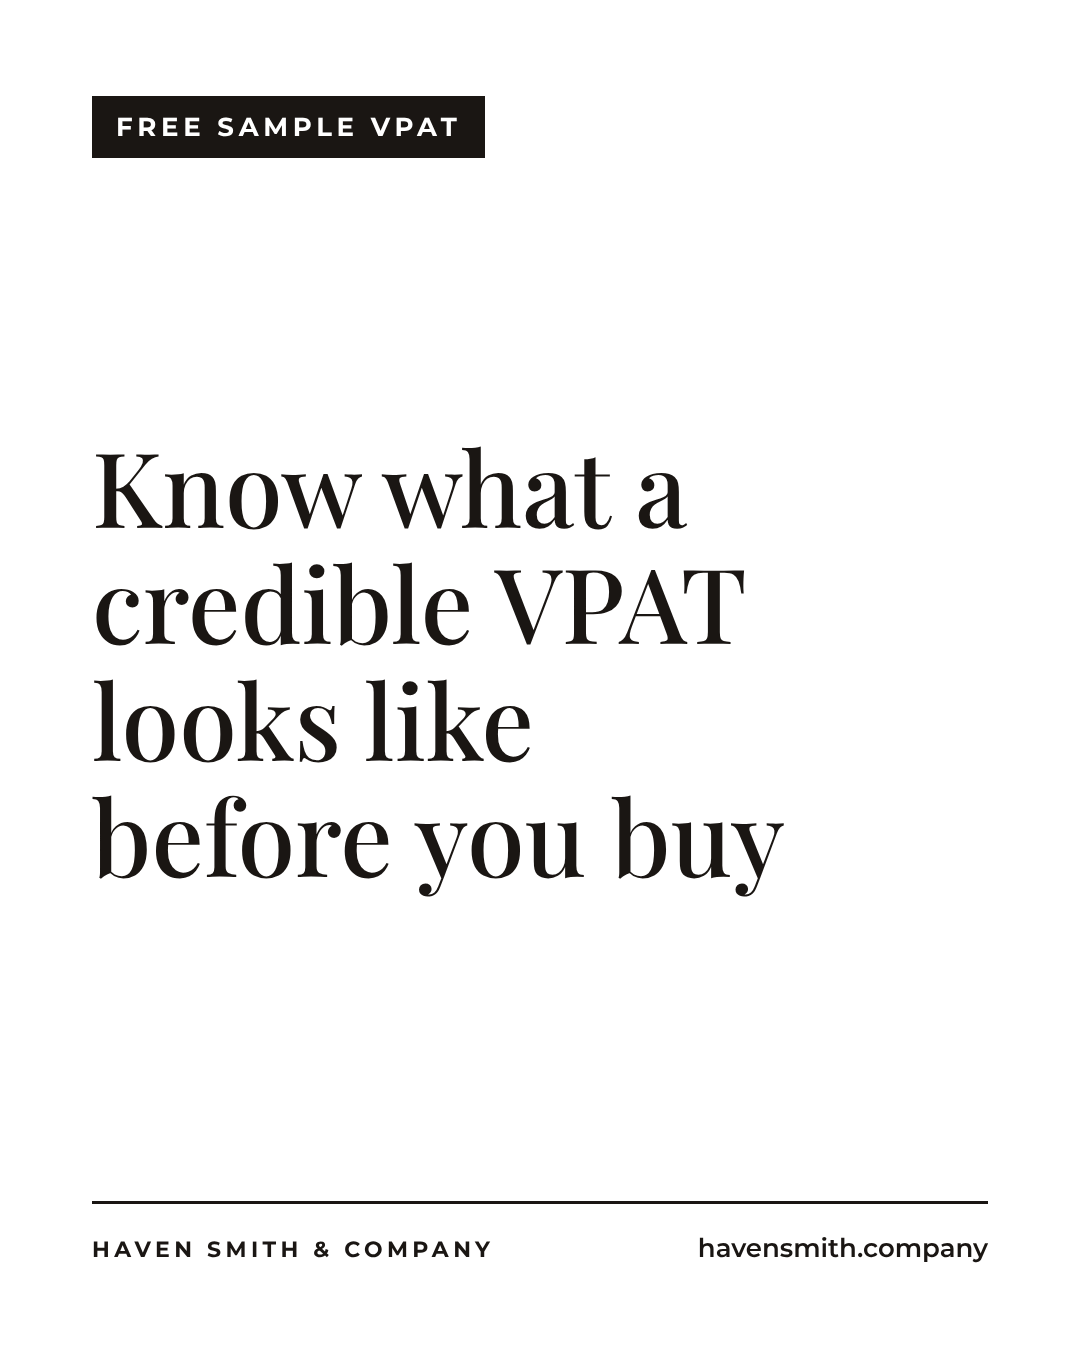 FREE SAMPLE VPAT
Know what a
credible VPAT
looks like
before you buy
HAVEN SMITH & COMPANY
havensmith.company